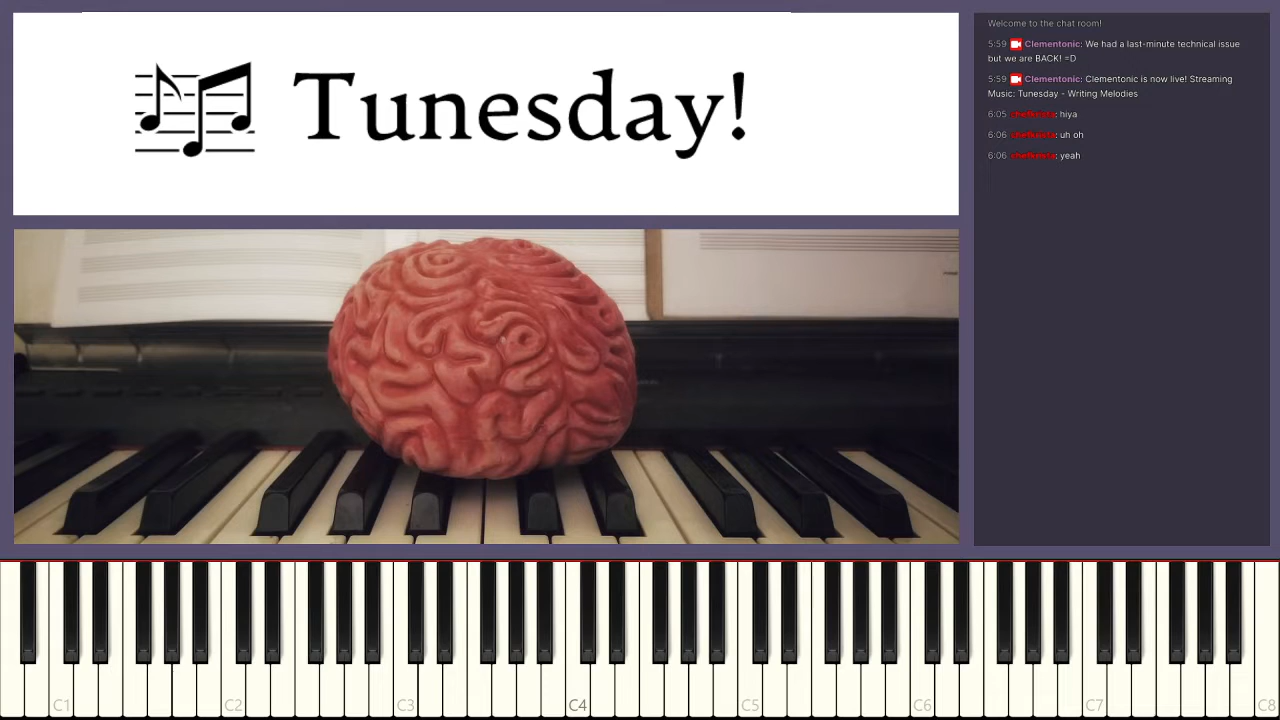 Tunesday!
Welcome to the chat room!
5:59 Clementonic: We had a last-minute technical issue
but we are BACK! =D
5:59 Clementonic: Clementonic is now live! Streaming
Music: Tunesday - Writing Melodies
6:05 : hiya
6:06 : uh oh
6:06 : yeah
C1 C2 C3 C4 C5 C6 C7 C8